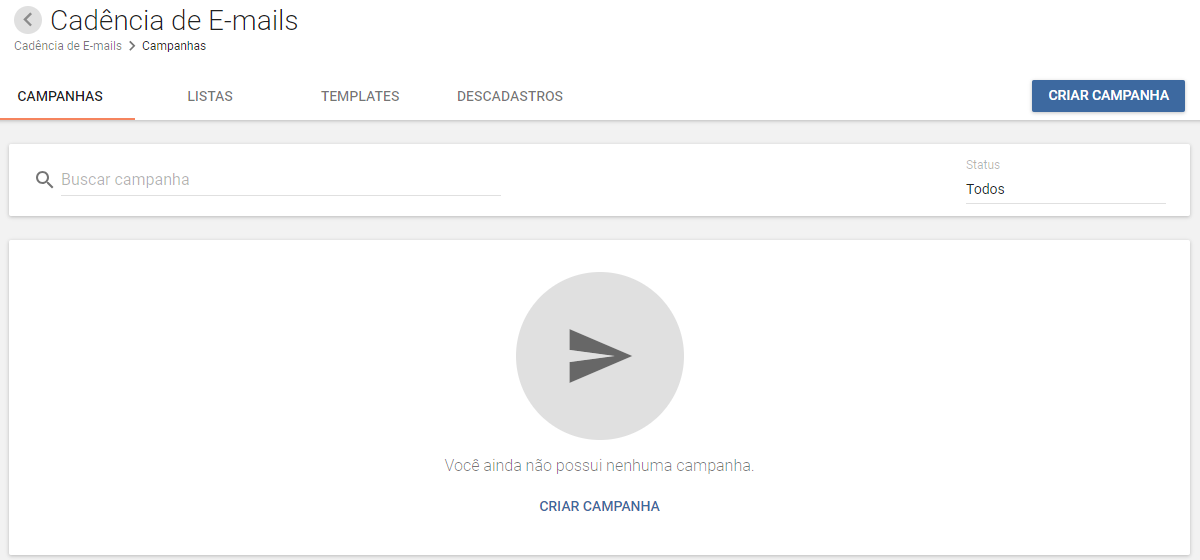 Cadência de E-mails
Cadência de E-mails Campanhas
CAMPANHAS LISTAS TEMPLATES DESCADASTROS CRIAR CAMPANHA
Buscar campanha
Status
Todos
Você ainda não possui nenhuma campanha.
CRIAR CAMPANHA